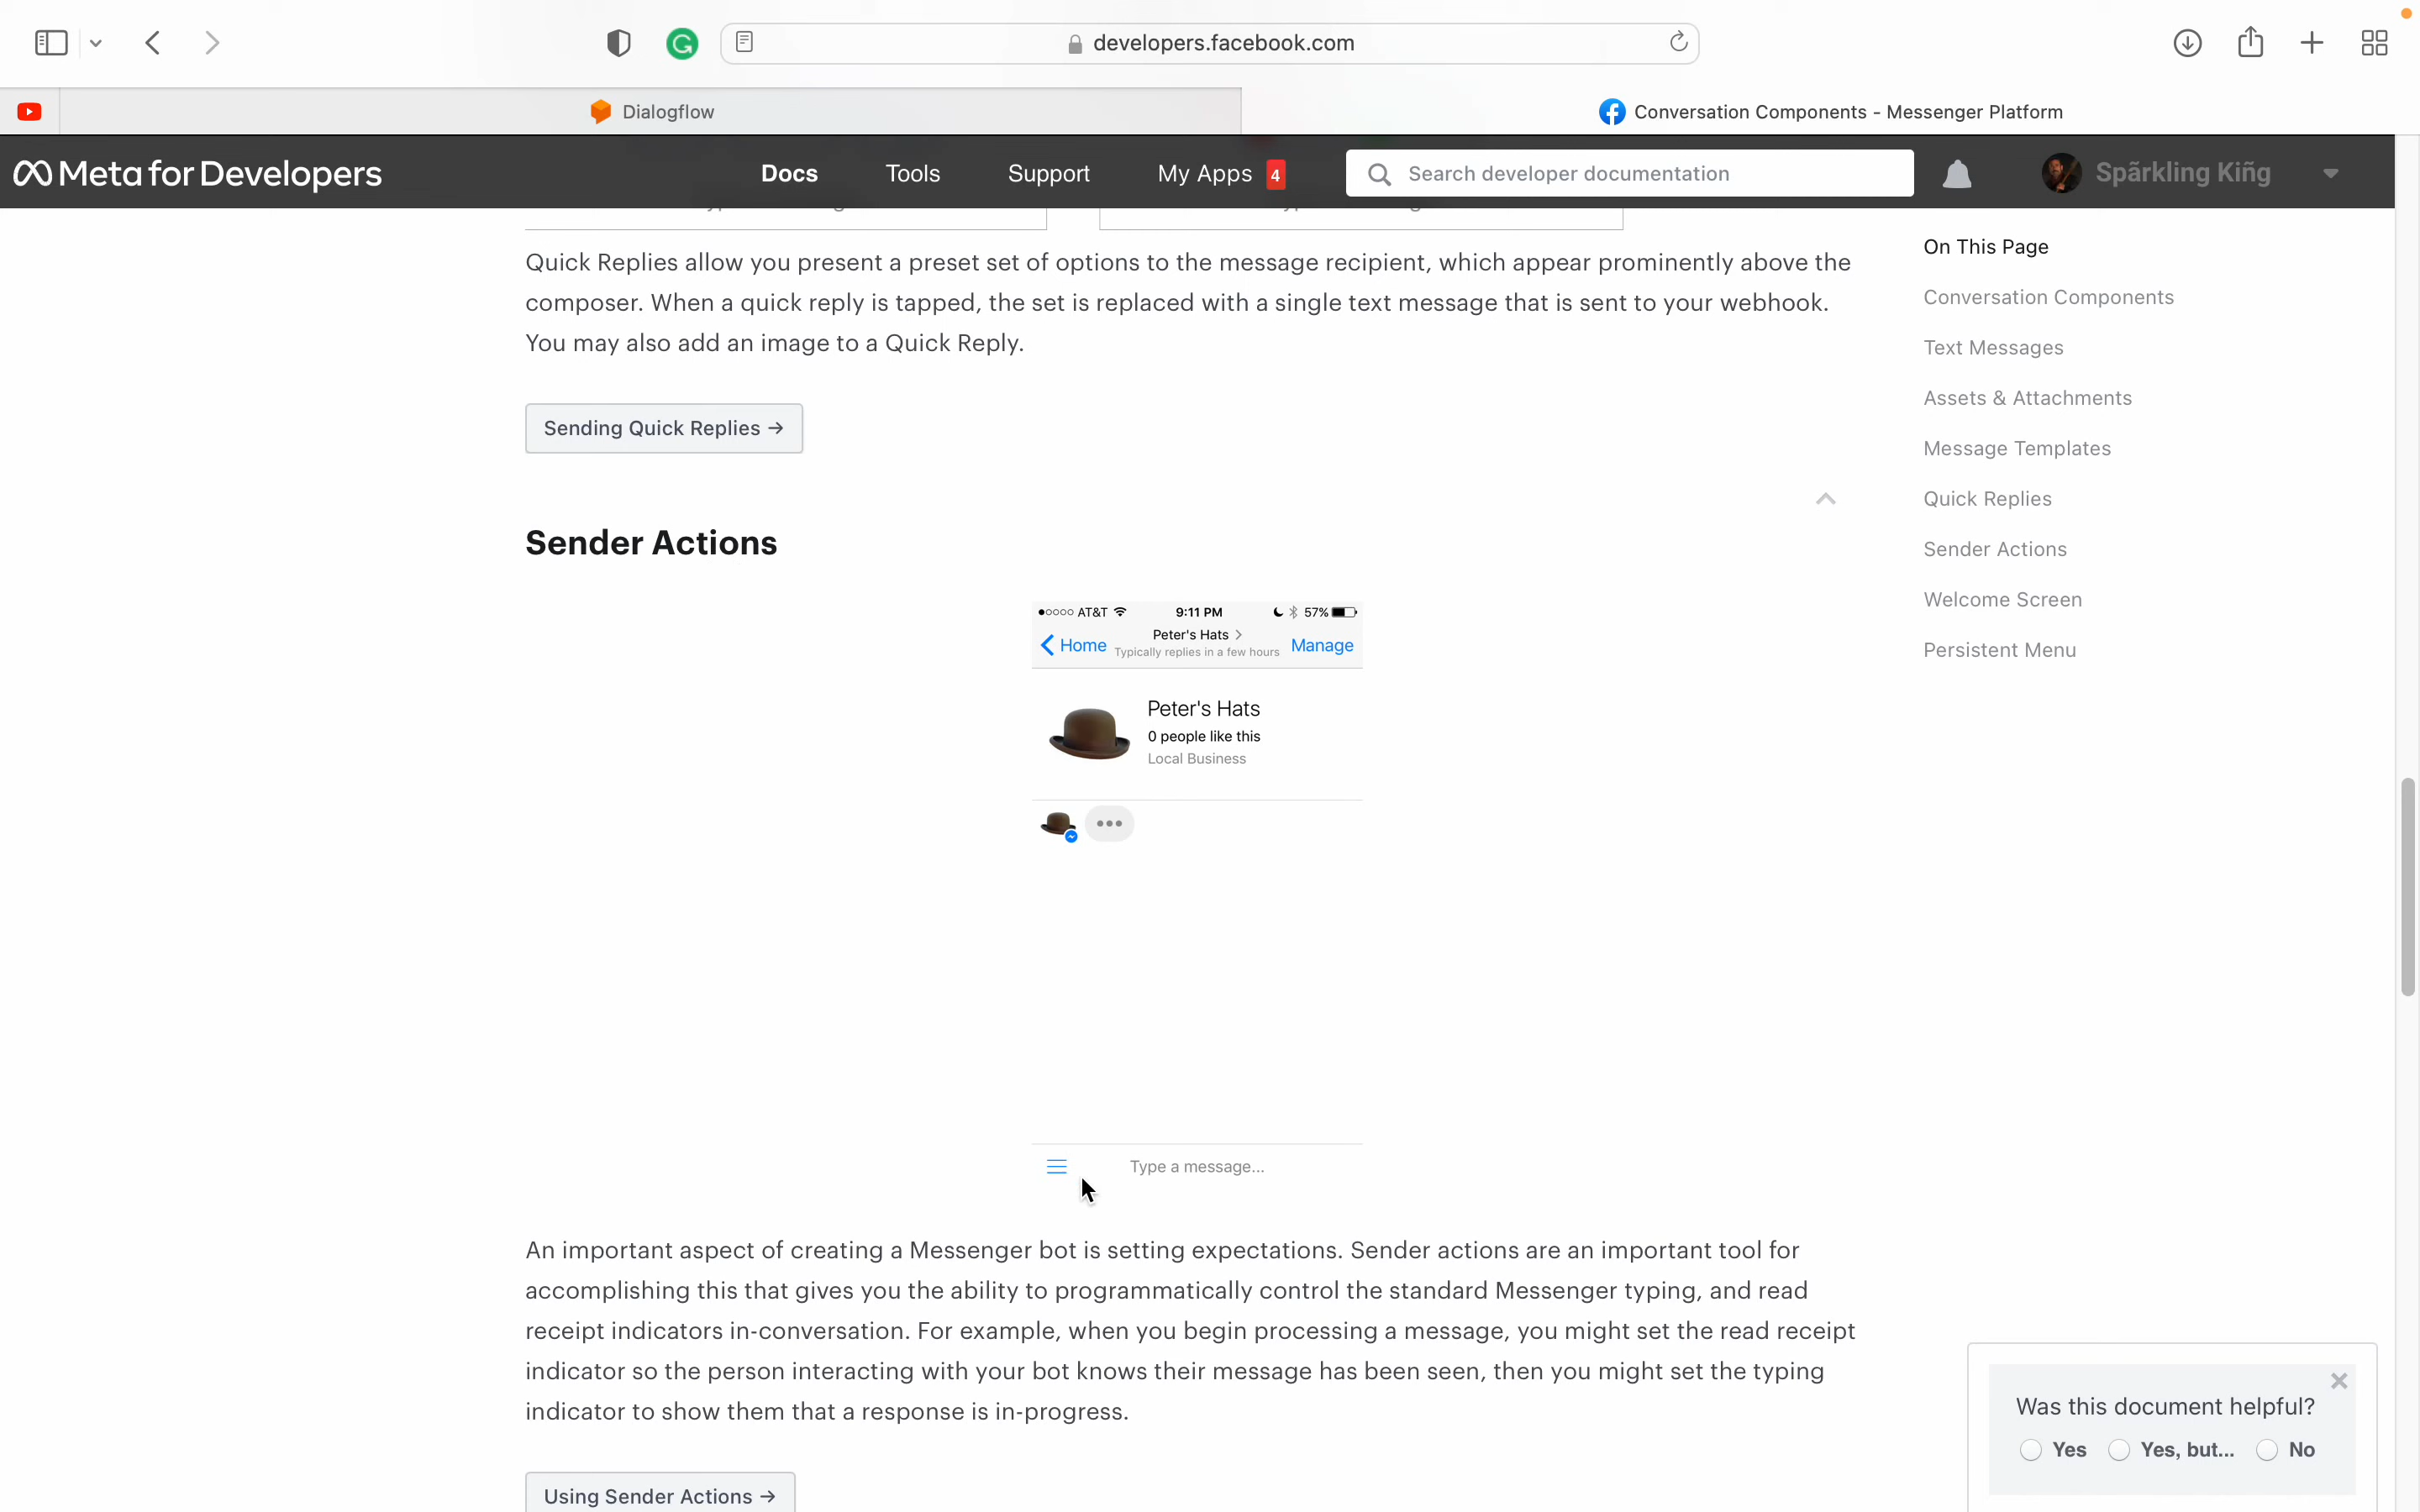 developers.facebook.com
Dialogflow
Conversation Components - Messenger Platform
Meta for Developers
Docs
Tools
Support
My Apps 4
Search developer documentation
Spãrkling Kiñg
Quick Replies allow you present a preset set of options to the message recipient, which appear prominently above the
composer. When a quick reply is tapped, the set is replaced with a single text message that is sent to your webhook.
You may also add an image to a Quick Reply.
Sending Quick Replies →
Sender Actions
AT&T 9:11 PM 57%
Peter's Hats >
Home Typically replies in a few hours Manage
Peter's Hats
0 people like this
Local Business
Type a message...
An important aspect of creating a Messenger bot is setting expectations. Sender actions are an important tool for
accomplishing this that gives you the ability to programmatically control the standard Messenger typing, and read
receipt indicators in-conversation. For example, when you begin processing a message, you might set the read receipt
indicator so the person interacting with your bot knows their message has been seen, then you might set the typing
indicator to show them that a response is in-progress.
Using Sender Actions →
On This Page
Conversation Components
Text Messages
Assets & Attachments
Message Templates
Quick Replies
Sender Actions
Welcome Screen
Persistent Menu
Was this document helpful?
Yes Yes, but... No